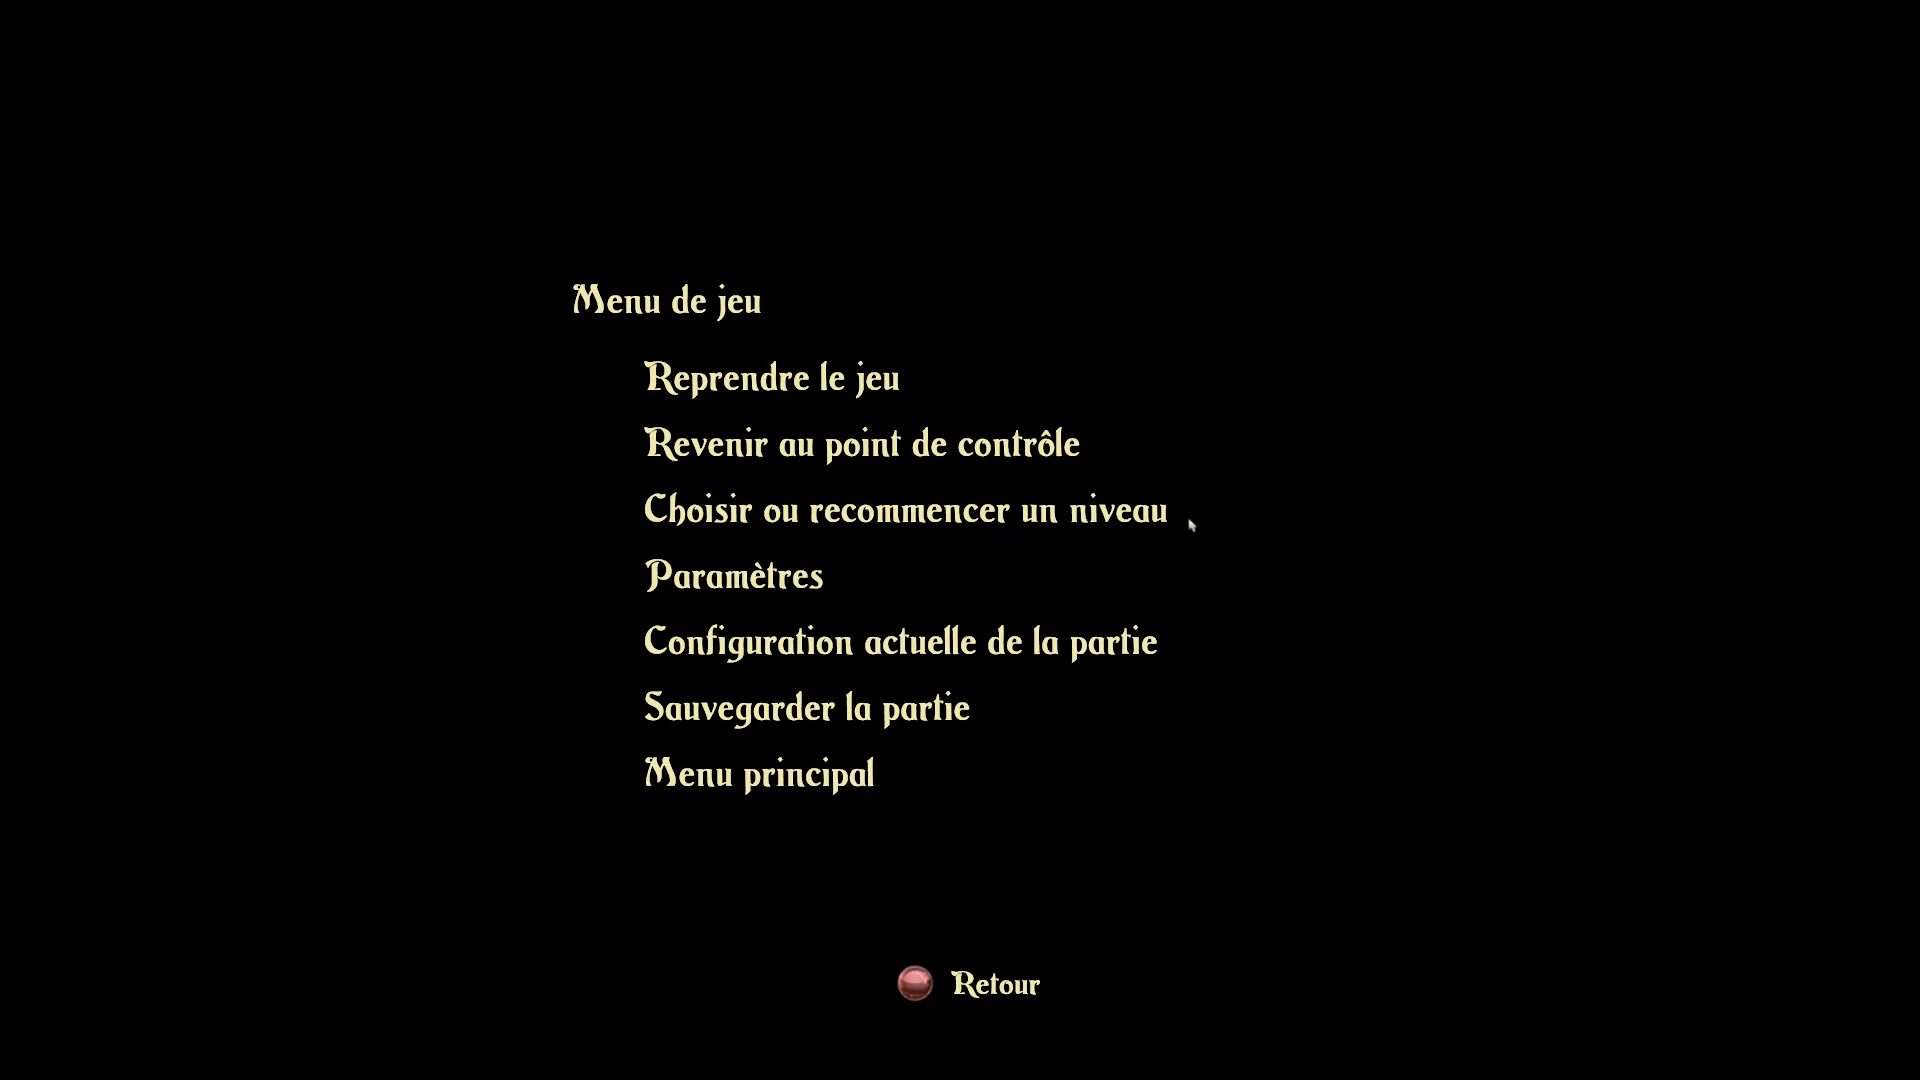 Menu de jeu
Reprendre le jeu
Revenir au point de contrôle
Choisir ou recommencer un niveau
Paramètres
Configuration actuelle de la partie
Sauvegarder la partie
Menu principal
Retour